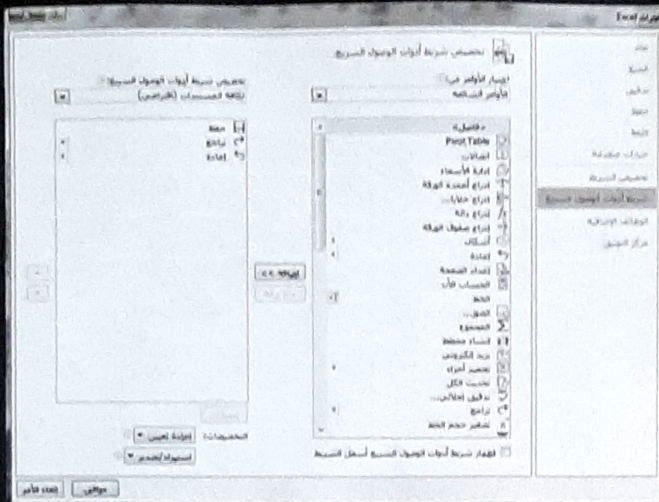 خيارات Excel
عام
الصيغ
تدقيق
حفظ
اللغة
خيارات متقدمة
تخصيص الشريط
شريط أدوات الوصول السريع
الوظائف الإضافية
مركز التوثيق
تخصيص شريط أدوات الوصول السريع.
اختيار الأوامر من:
الأوامر الشائعة
<فاصل>
PivotTable
اتصالات
إدارة الأسماء
إدراج أعمدة الورقة
إدراج خلايا...
إدراج دالة
إدراج صفوف الورقة
أشكال
إعادة
إعداد الصفحة
الحساب الآن
الخط
الصق...
المجموع
إنشاء مخطط
بريد إلكتروني
تحديث الكل
تدقيق إملائي...
تراجع
تصغير حجم الخط
إظهار شريط أدوات الوصول السريع أسفل الشريط
إضافة >>
إزالة
تخصيص شريط أدوات الوصول السريع:
لكافة المستندات (افتراضي)
حفظ
تراجع
إعادة
التخصيصات:
إعادة تعيين
استيراد/تصدير
موافق
إلغاء الأمر